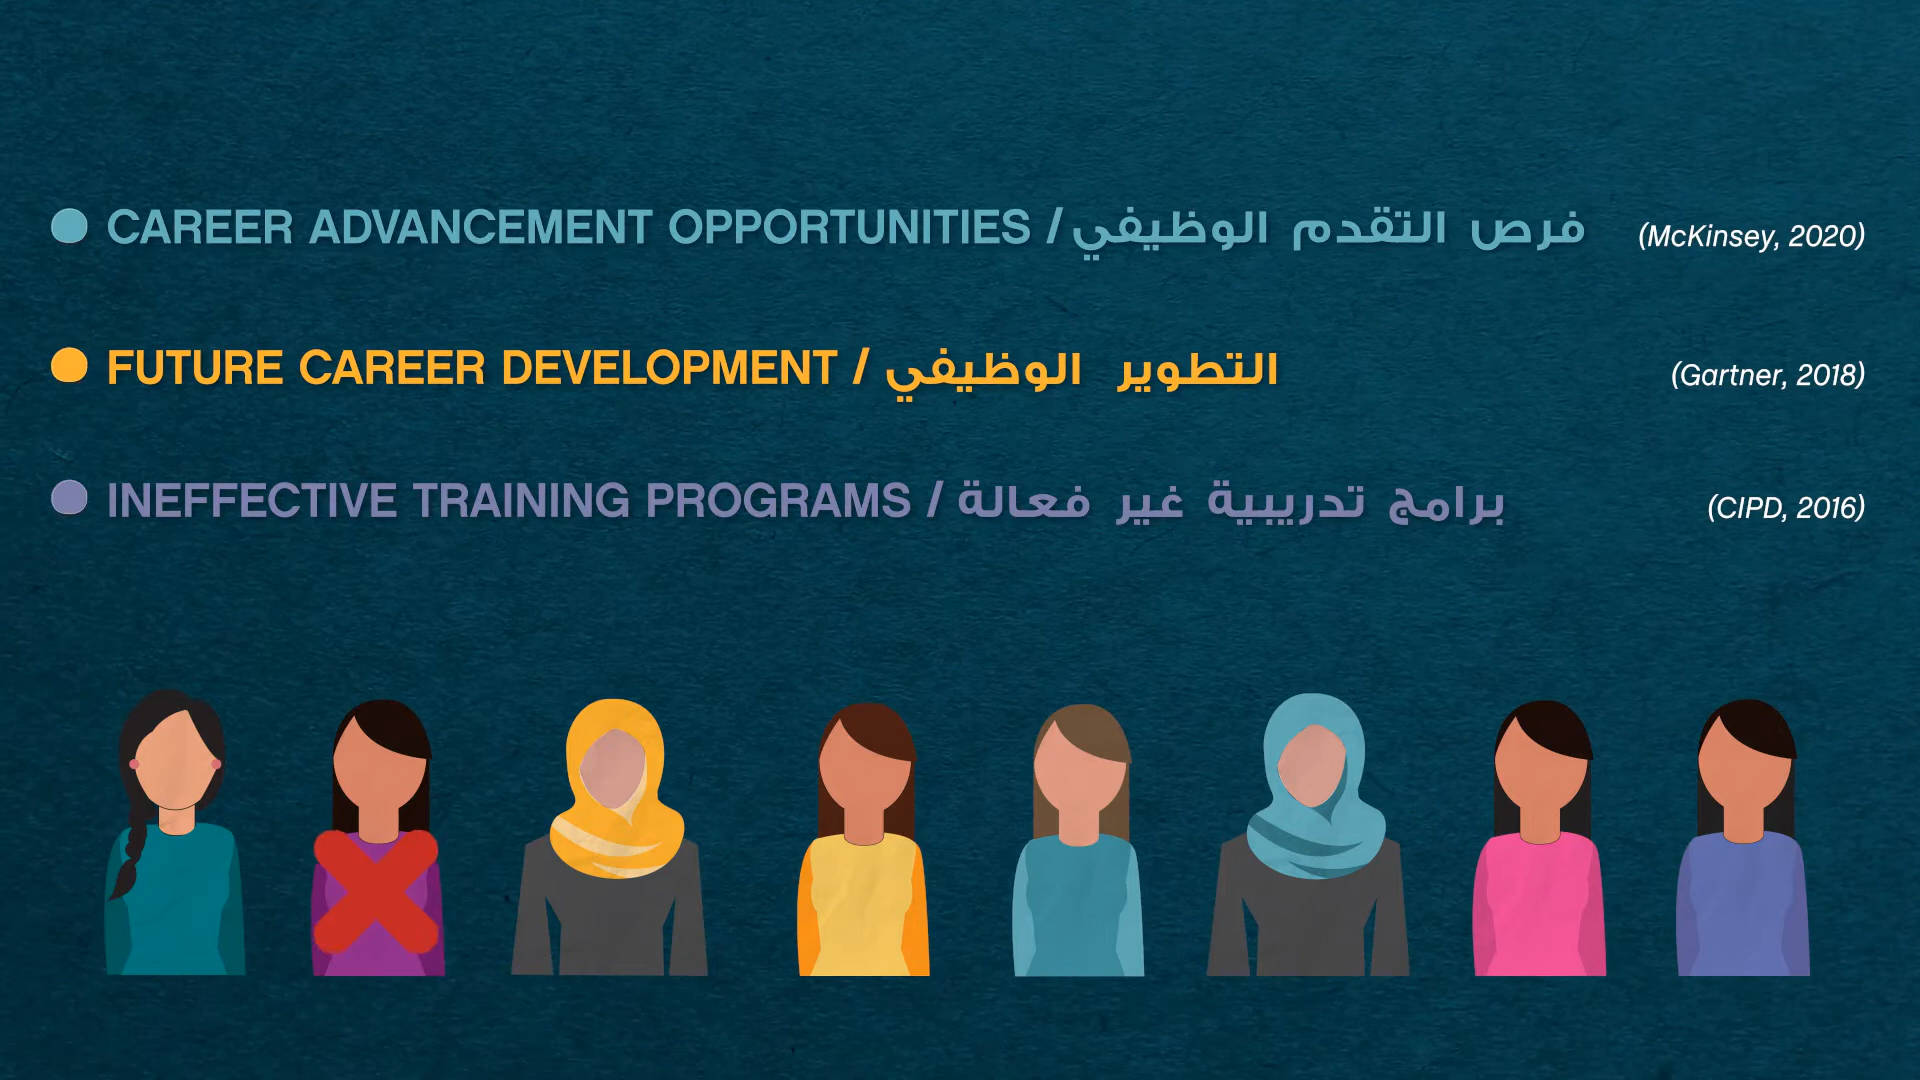 CAREER ADVANCEMENT OPPORTUNITIES / فرص التقدم الوظيفي (McKinsey, 2020)
FUTURE CAREER DEVELOPMENT / التطوير الوظيفي (Gartner, 2018)
INEFFECTIVE TRAINING PROGRAMS / برامج تدريبية غير فعالة (CIPD, 2016)